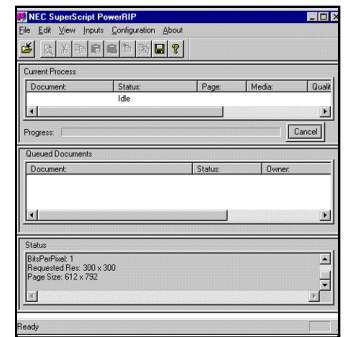 NEC SuperScript PowerRIP
File Edit View Inputs Configuration About
Current Process
Document: Status: Page: Media: Qualit
Idle
Progress: Cancel
Queued Documents
Document: Status: Owner:
Status
BitsPerPixel: 1
Requested Res: 300 x 300
Page Size: 612 x 792
Ready